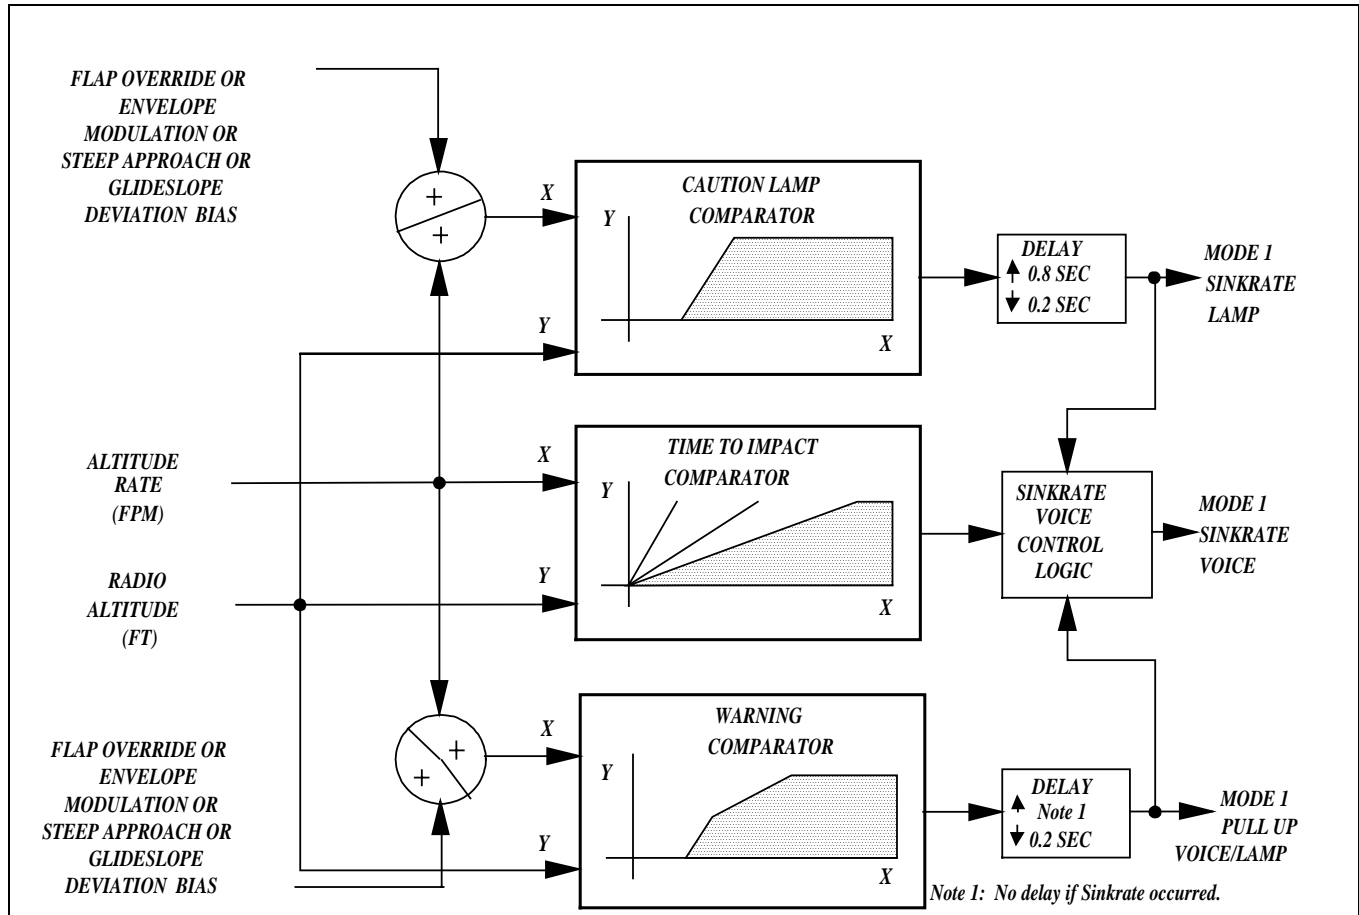 FLAP OVERRIDE OR
ENVELOPE
MODULATION OR
STEEP APPROACH OR
GLIDESLOPE
DEVIATION BIAS
+
+
X
Y
CAUTION LAMP
COMPARATOR
Y
X
DELAY
0.8 SEC
0.2 SEC
MODE 1
SINKRATE
LAMP
ALTITUDE
RATE
(FPM)
RADIO
ALTITUDE
(FT)
X
Y
TIME TO IMPACT
COMPARATOR
Y
X
SINKRATE
VOICE
CONTROL
LOGIC
MODE 1
SINKRATE
VOICE
FLAP OVERRIDE OR
ENVELOPE
MODULATION OR
STEEP APPROACH OR
GLIDESLOPE
DEVIATION BIAS
+
+
X
Y
WARNING
COMPARATOR
Y
X
DELAY
Note 1
0.2 SEC
MODE 1
PULL UP
VOICE/LAMP
Note 1: No delay if Sinkrate occurred.